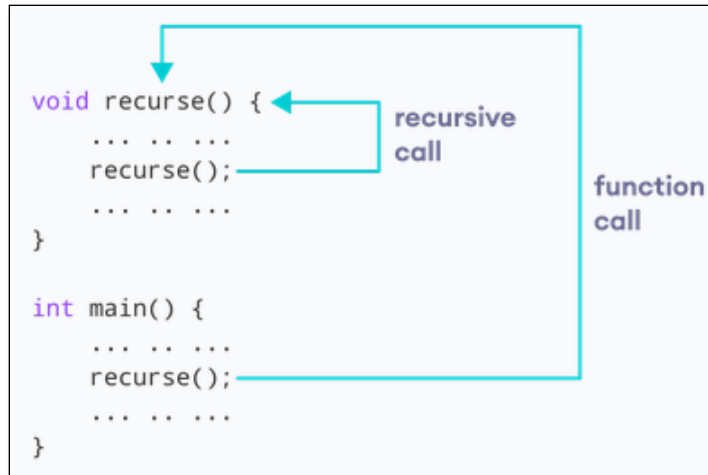 void recurse() {
... .. ...
recurse();
... .. ...
}
recursive
call
function
call
int main() {
... .. ...
recurse();
... .. ...
}